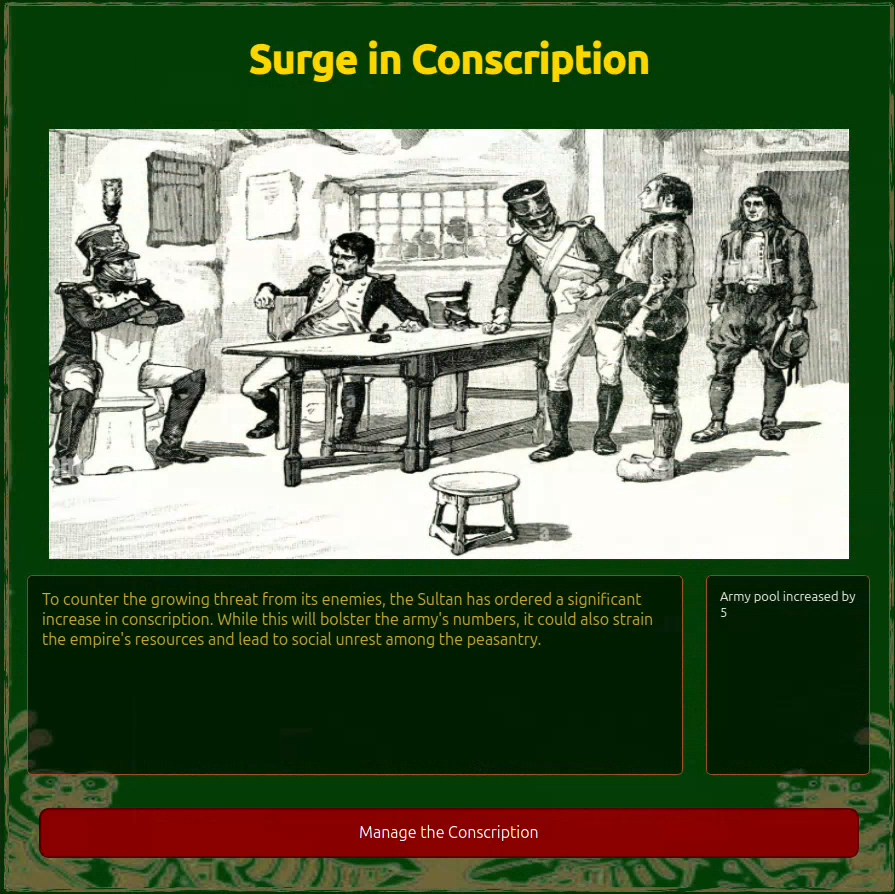 Surge in Conscription
To counter the growing threat from its enemies, the Sultan has ordered a significant
increase in conscription. While this will bolster the army's numbers, it could also strain
the empire's resources and lead to social unrest among the peasantry.
Army pool increased by
5
Manage the Conscription